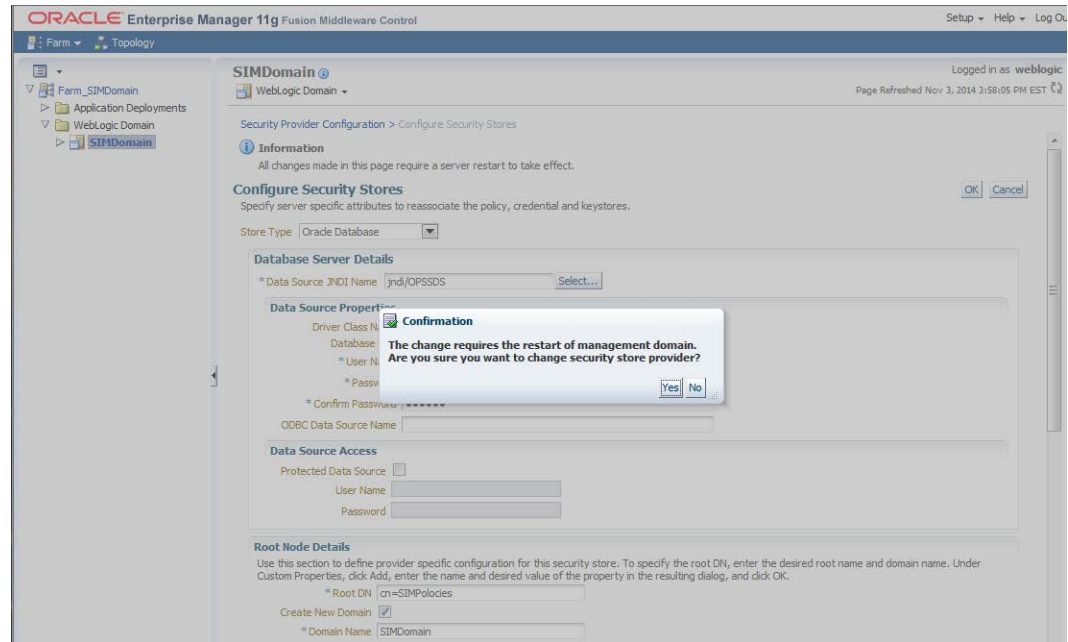 ORACLE Enterprise Manager 11g Fusion Middleware Control
Setup Help Log Ou
Farm Topology
Farm_SIMDomain
Application Deployments
WebLogic Domain
SIMDomain
SIMDomain
Logged in as weblogic
WebLogic Domain
Page Refreshed Nov 3, 2014 3:58:05 PM EST
Security Provider Configuration > Configure Security Stores
Information
All changes made in this page require a server restart to take effect.
Configure Security Stores
OK Cancel
Specify server specific attributes to reassociate the policy, credential and keystores.
Store Type Oracle Database
Database Server Details
* Data Source JNDI Name jndi/OPSSDS Select...
Data Source Properties
Driver Class N
Database
* User N
* Passw
Confirmation
The change requires the restart of management domain.
Are you sure you want to change security store provider?
Yes No
* Confirm Password
ODBC Data Source Name
Data Source Access
Protected Data Source
User Name
Password
Root Node Details
Use this section to define provider specific configuration for this security store. To specify the root DN, enter the desired root name and domain name. Under
Custom Properties, click Add, enter the name and desired value of the property in the resulting dialog, and click OK.
* Root DN cn=SIMPolocies
Create New Domain
* Domain Name SIMDomain